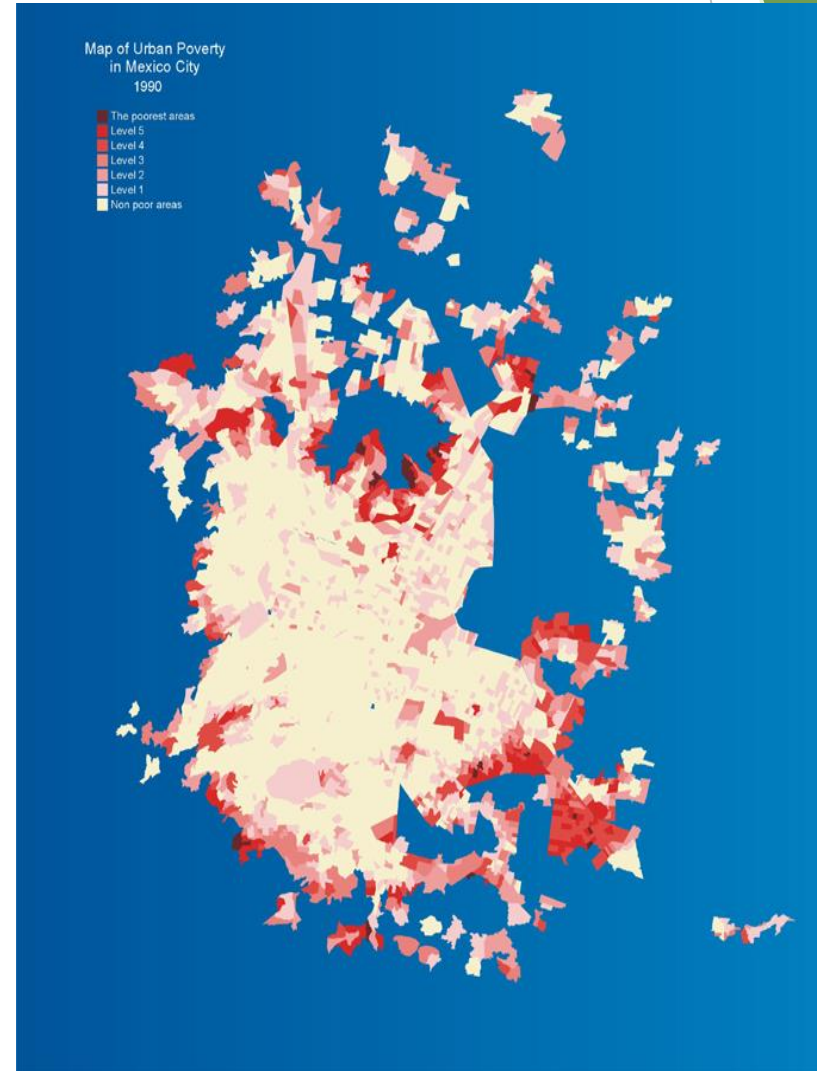 Map of Urban Poverty
in Mexico City
1990
The poorest areas
Level 5
Level 4
Level 3
Level 2
Level 1
Non poor areas